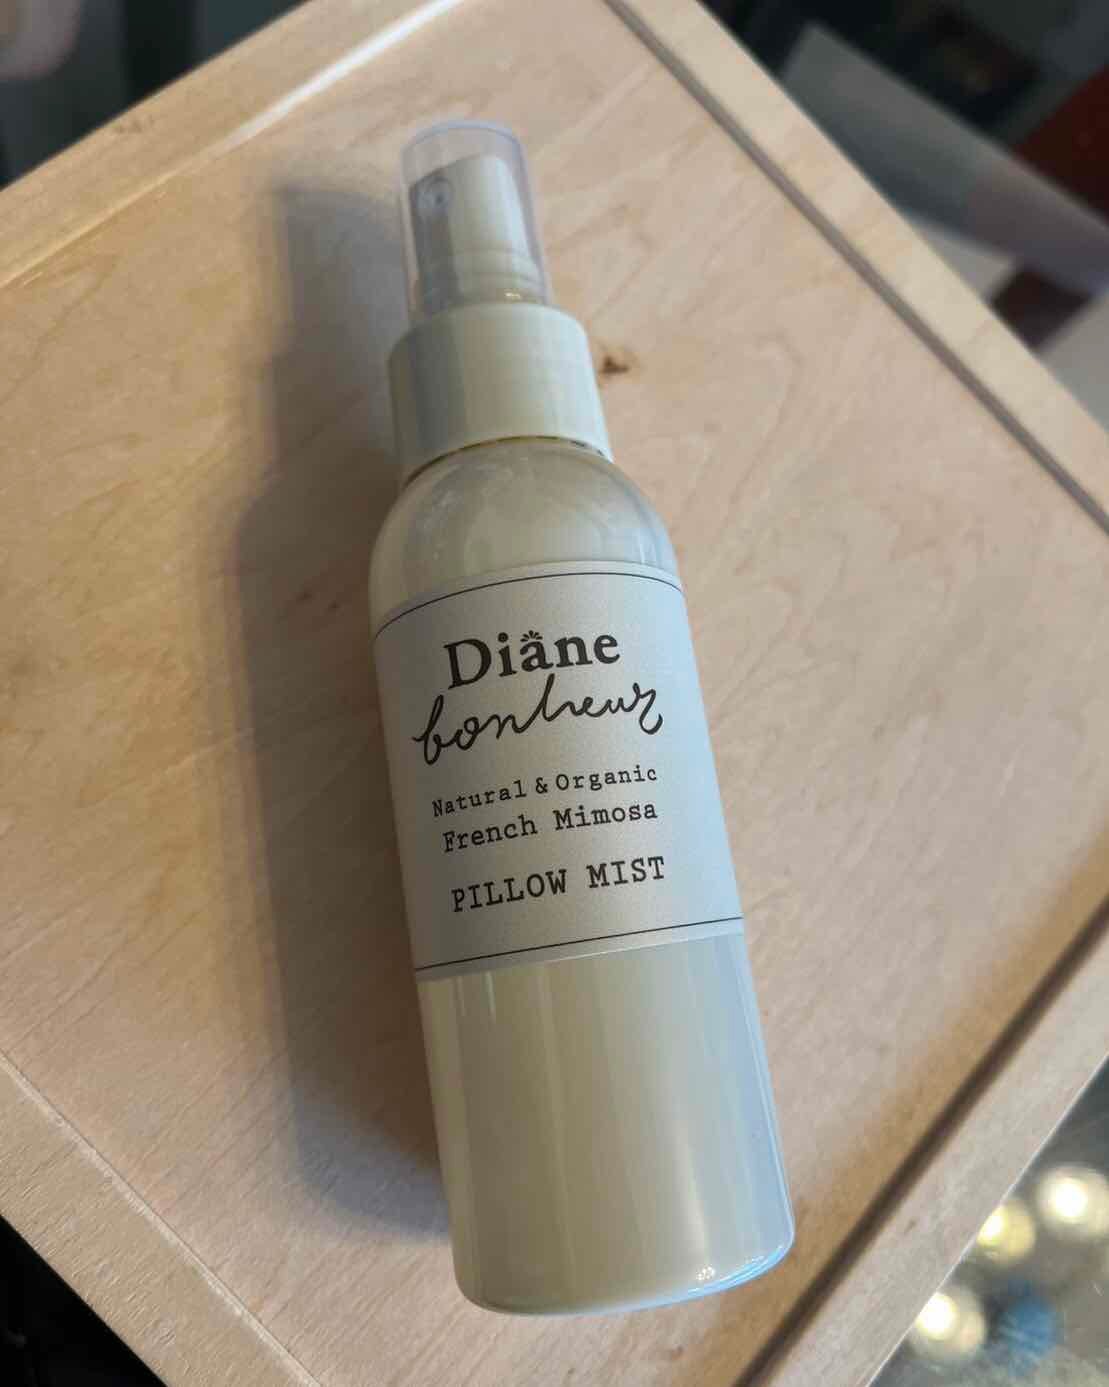 Diane
bonheur
Natural & Organic
French Mimosa
PILLOW MIST